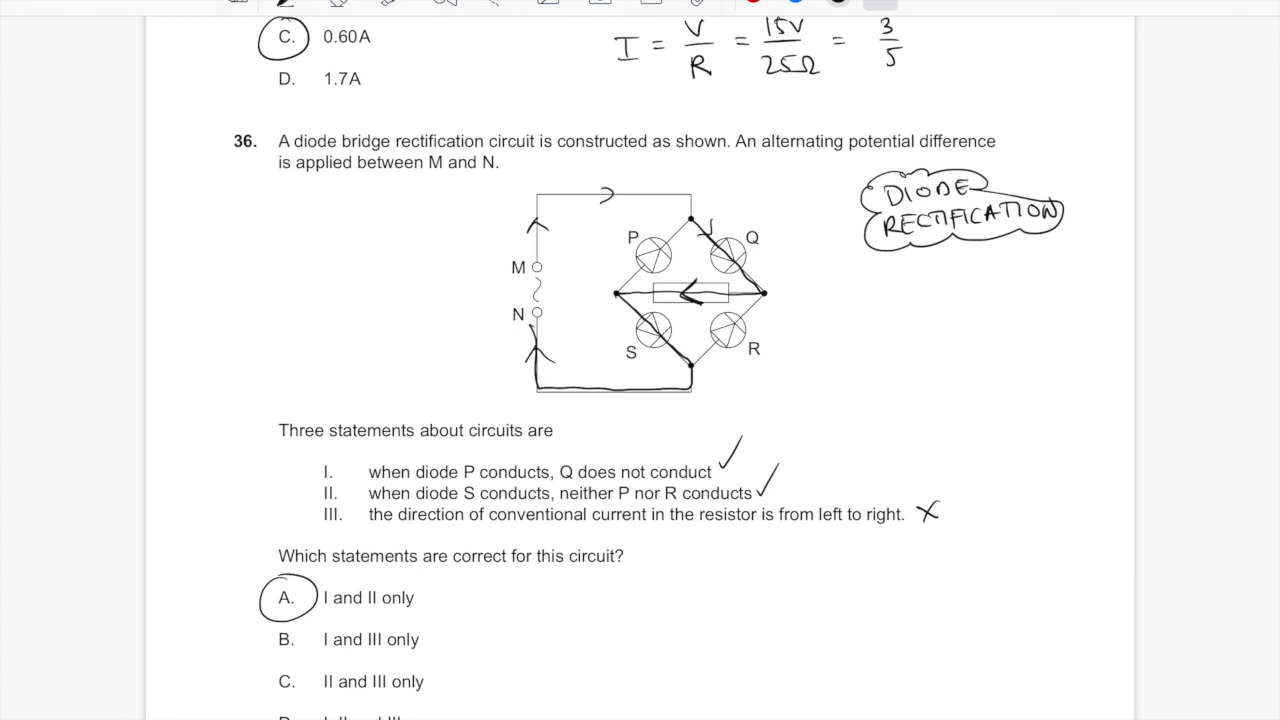 C. 0.60A
I = V/R = 15V/25Ω = 3/5
D. 1.7A
36. A diode bridge rectification circuit is constructed as shown. An alternating potential difference
is applied between M and N.
DIODE
RECTIFICATION
P
Q
M
N
S
R
Three statements about circuits are
I. when diode P conducts, Q does not conduct
II. when diode S conducts, neither P nor R conducts
III. the direction of conventional current in the resistor is from left to right.
Which statements are correct for this circuit?
A. I and II only
B. I and III only
C. II and III only